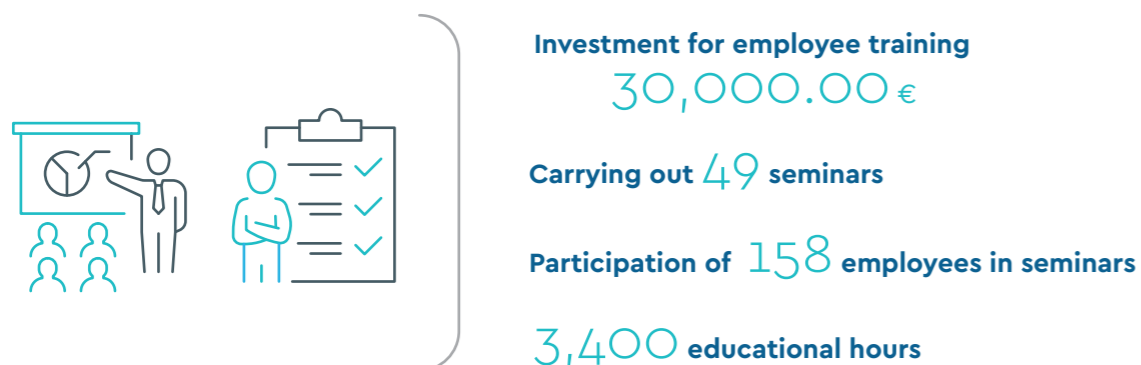 Investment for employee training
30,000.00 €
Carrying out 49 seminars
Participation of 158 employees in seminars
3,400 educational hours